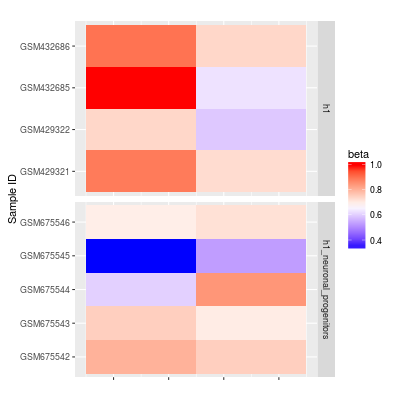 GSM432686
GSM432685
GSM429322
GSM429321
h1
GSM675546
GSM675545
GSM675544
GSM675543
GSM675542
h1_neuronal_progenitors
Sample ID
beta
1.0
0.8
0.6
0.4